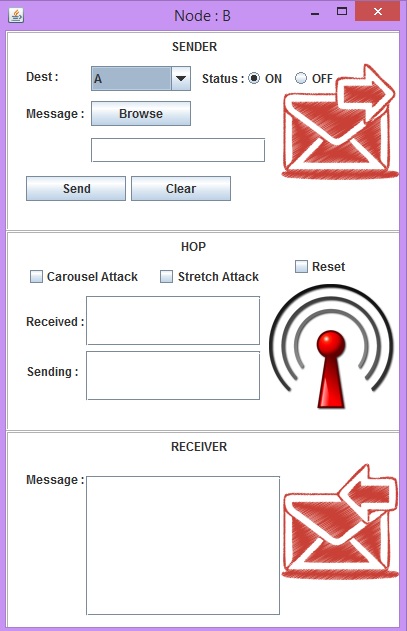 Node : B
SENDER
Dest : A Status : ON OFF
Message : Browse
Send Clear
HOP
Reset
Carousel Attack Stretch Attack
Received :
Sending :
RECEIVER
Message :